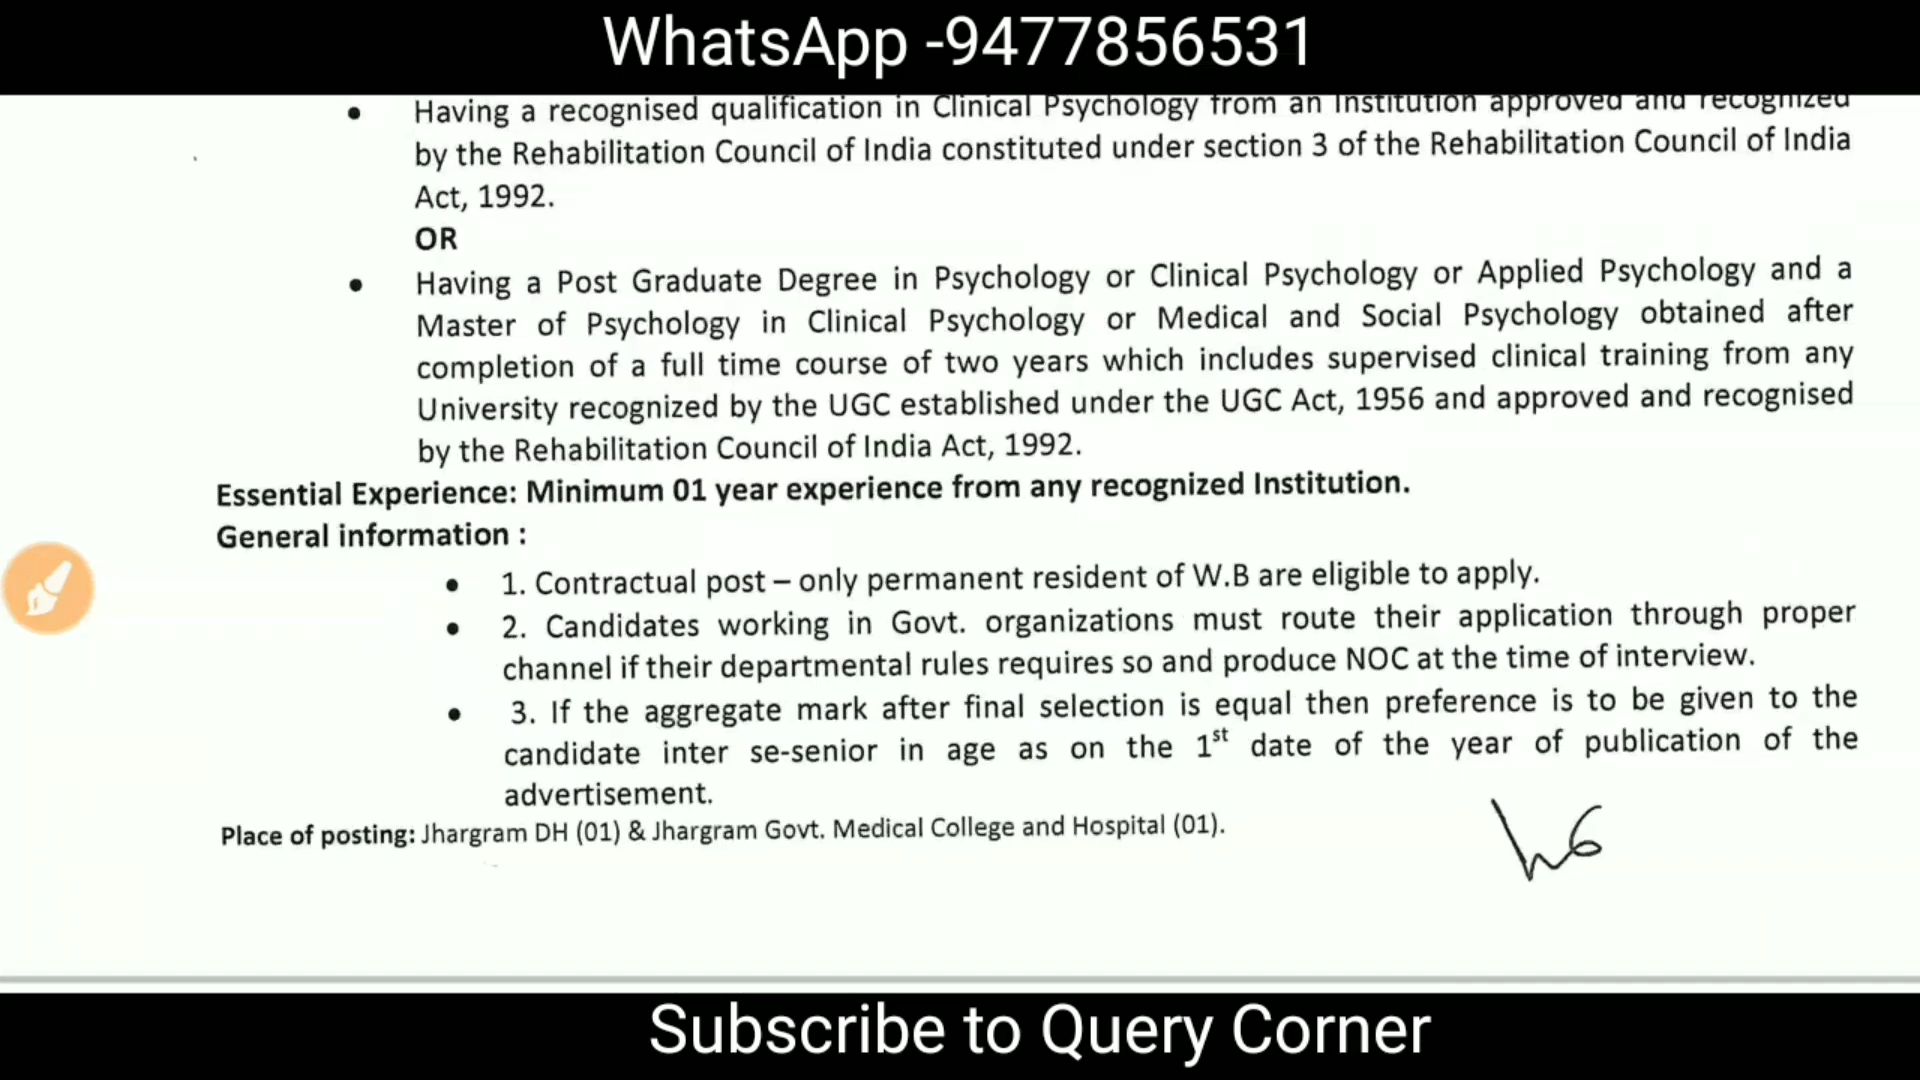 WhatsApp -9477856531
• Having a recognised qualification in Clinical Psychology from an Institution approved and recognized
by the Rehabilitation Council of India constituted under section 3 of the Rehabilitation Council of India
Act, 1992.
OR
• Having a Post Graduate Degree in Psychology or Clinical Psychology or Applied Psychology and a
Master of Psychology in Clinical Psychology or Medical and Social Psychology obtained after
completion of a full time course of two years which includes supervised clinical training from any
University recognized by the UGC established under the UGC Act, 1956 and approved and recognised
by the Rehabilitation Council of India Act, 1992.
Essential Experience: Minimum 01 year experience from any recognized Institution.
General information :
• 1. Contractual post – only permanent resident of W.B are eligible to apply.
• 2. Candidates working in Govt. organizations must route their application through proper
channel if their departmental rules requires so and produce NOC at the time of interview.
• 3. If the aggregate mark after final selection is equal then preference is to be given to the
candidate inter se-senior in age as on the 1st date of the year of publication of the
advertisement.
Place of posting: Jhargram DH (01) & Jhargram Govt. Medical College and Hospital (01).
Subscribe to Query Corner